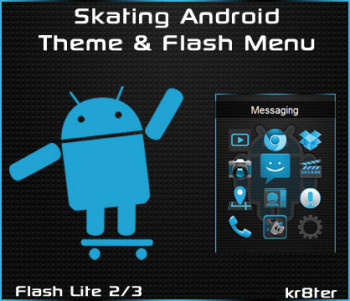 Skating Android
Theme & Flash Menu
Messaging
Flash Lite 2/3
kr8ter